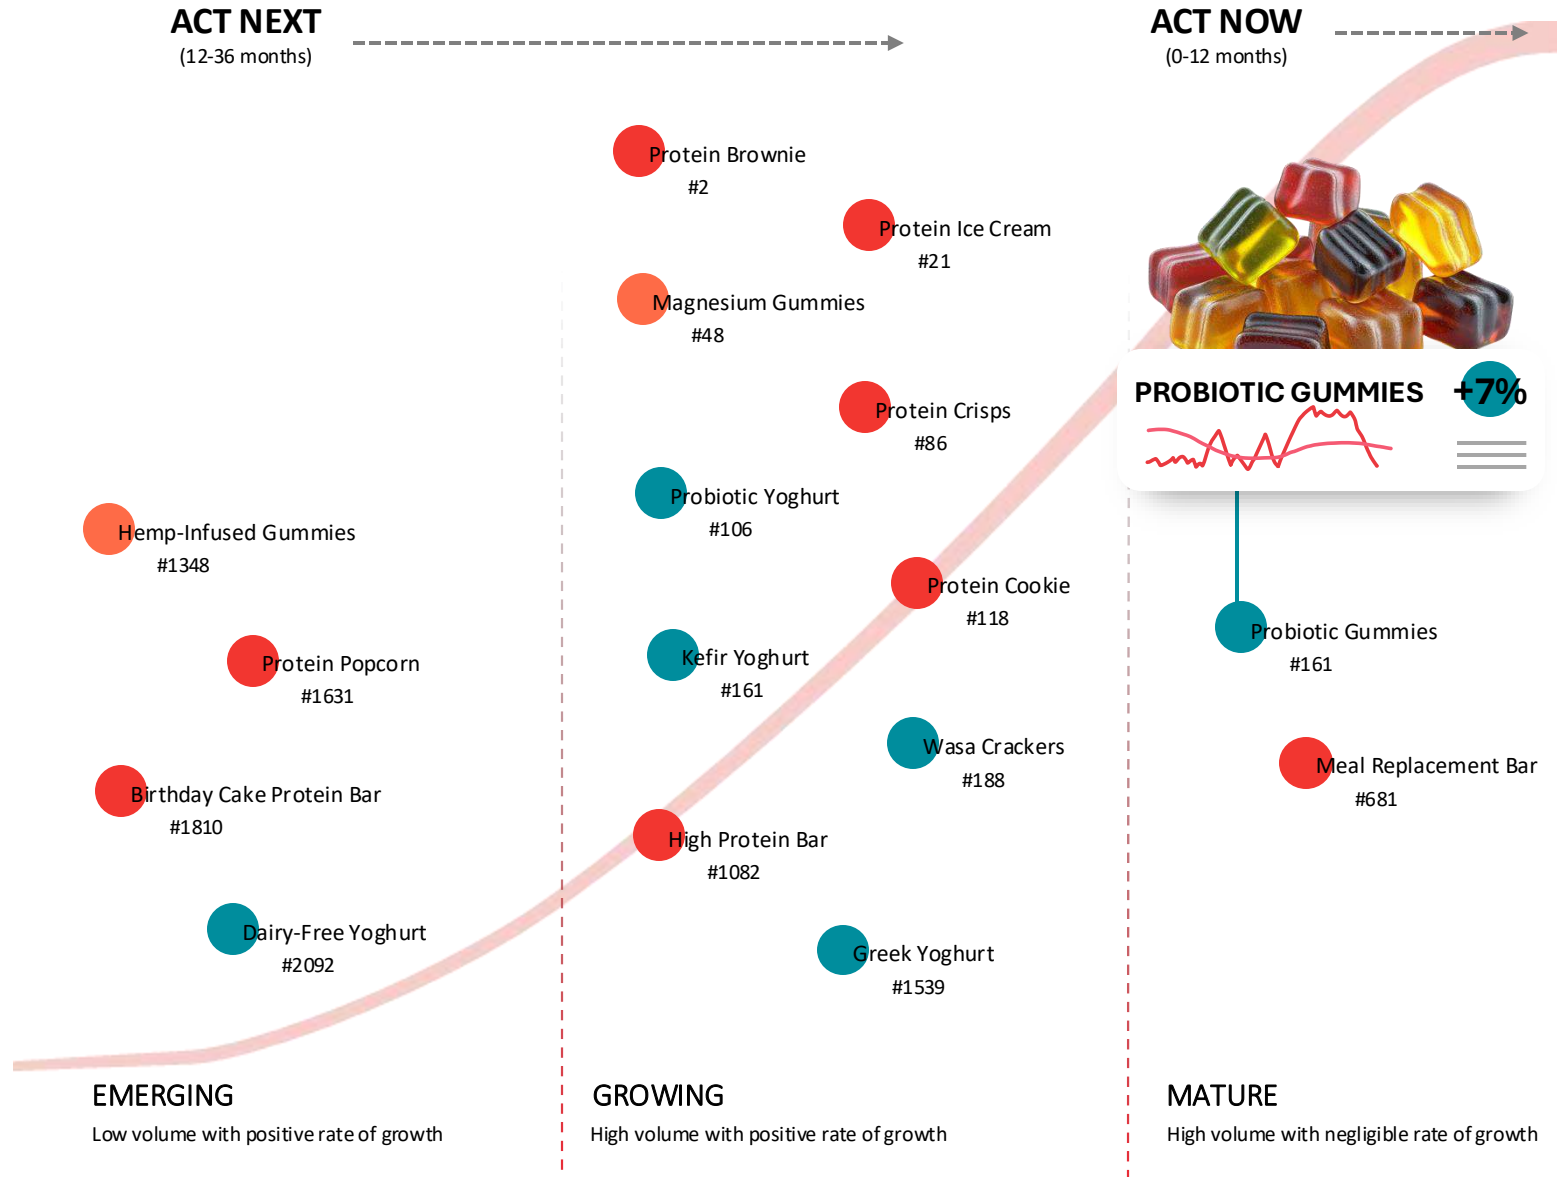 ACT NEXT
(12-36 months)
ACT NOW
(0-12 months)
Protein Brownie
#2
Protein Ice Cream
#21
Magnesium Gummies
#48
PROBIOTIC GUMMIES
+7%
Protein Crisps
#86
Probiotic Yoghurt
#106
Hemp-Infused Gummies
#1348
Protein Cookie
#118
Probiotic Gummies
#161
Kefir Yoghurt
#161
Protein Popcorn
#1631
Wasa Crackers
#188
Meal Replacement Bar
#681
Birthday Cake Protein Bar
#1810
High Protein Bar
#1082
Dairy-Free Yoghurt
#2092
Greek Yoghurt
#1539
EMERGING
Low volume with positive rate of growth
GROWING
High volume with positive rate of growth
MATURE
High volume with negligible rate of growth